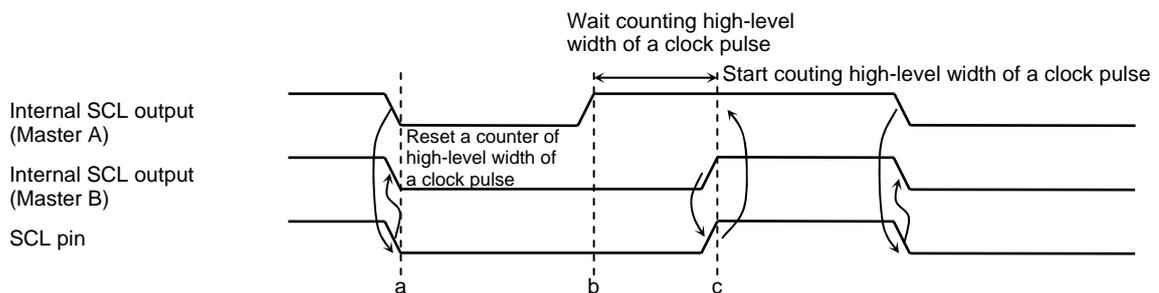 Wait counting high-level
width of a clock pulse
Start couting high-level width of a clock pulse
Internal SCL output
(Master A)
Reset a counter of
high-level width of
a clock pulse
Internal SCL output
(Master B)
SCL pin
a
b
c